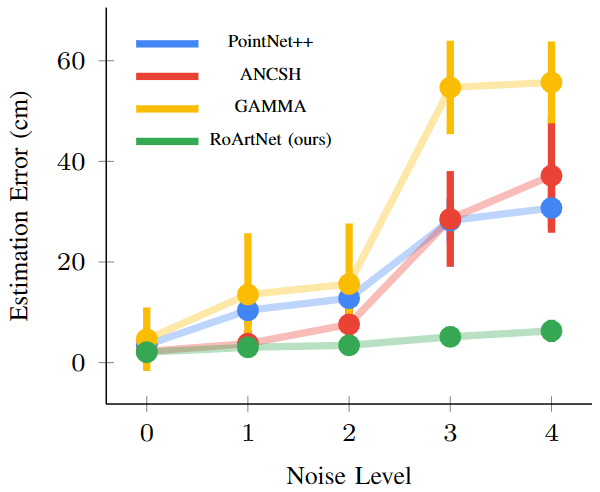 PointNet++
ANCSH
GAMMA
RoArtNet (ours)
Estimation Error (cm)
60
40
20
0
0 1 2 3 4
Noise Level